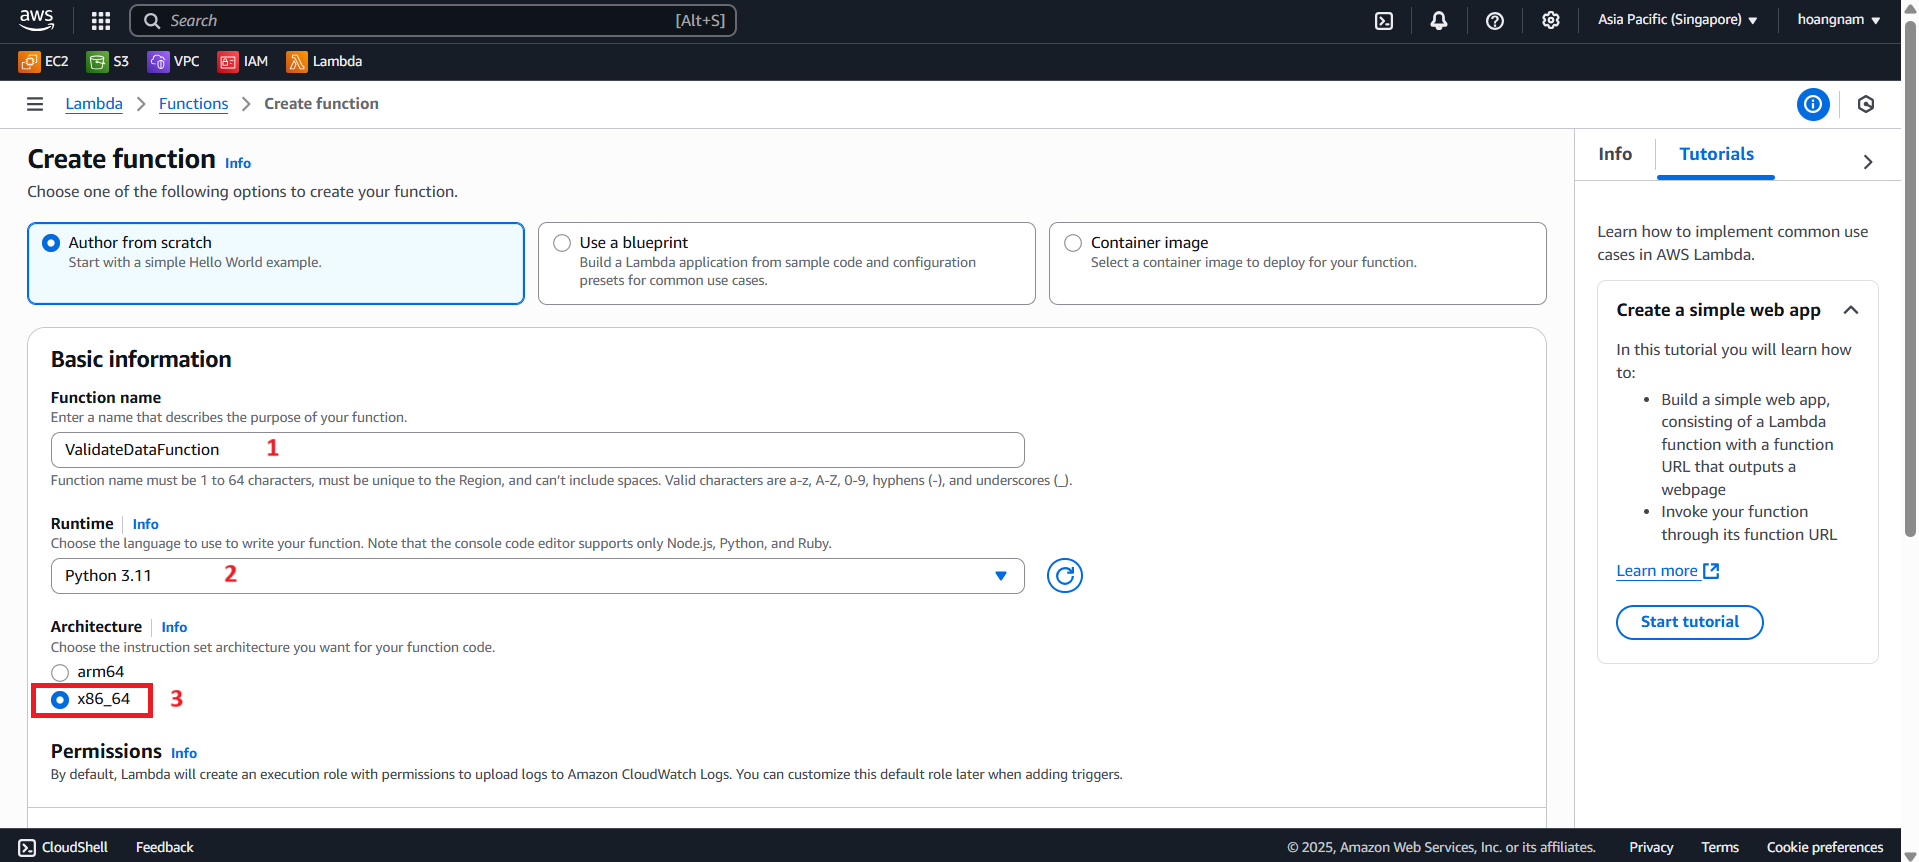 aws
Search [Alt+S]
Asia Pacific (Singapore) ▼ hoangnam ▼
EC2 S3 VPC IAM Lambda
Lambda > Functions > Create function
Create function Info
Choose one of the following options to create your function.
Author from scratch
Start with a simple Hello World example.
Use a blueprint
Build a Lambda application from sample code and configuration
presets for common use cases.
Container image
Select a container image to deploy for your function.
Basic information
Function name
Enter a name that describes the purpose of your function.
ValidateDataFunction 1
Function name must be 1 to 64 characters, must be unique to the Region, and can't include spaces. Valid characters are a-z, A-Z, 0-9, hyphens (-), and underscores (_).
Runtime Info
Choose the language to use to write your function. Note that the console code editor supports only Node.js, Python, and Ruby.
Python 3.11 2
Architecture Info
Choose the instruction set architecture you want for your function code.
arm64
x86_64 3
Permissions Info
By default, Lambda will create an execution role with permissions to upload logs to Amazon CloudWatch Logs. You can customize this default role later when adding triggers.
Info Tutorials
Learn how to implement common use
cases in AWS Lambda.
Create a simple web app
In this tutorial you will learn how
to:
• Build a simple web app,
consisting of a Lambda
function with a function
URL that outputs a
webpage
• Invoke your function
through its function URL
Learn more
Start tutorial
CloudShell Feedback
© 2025, Amazon Web Services, Inc. or its affiliates. Privacy Terms Cookie preferences